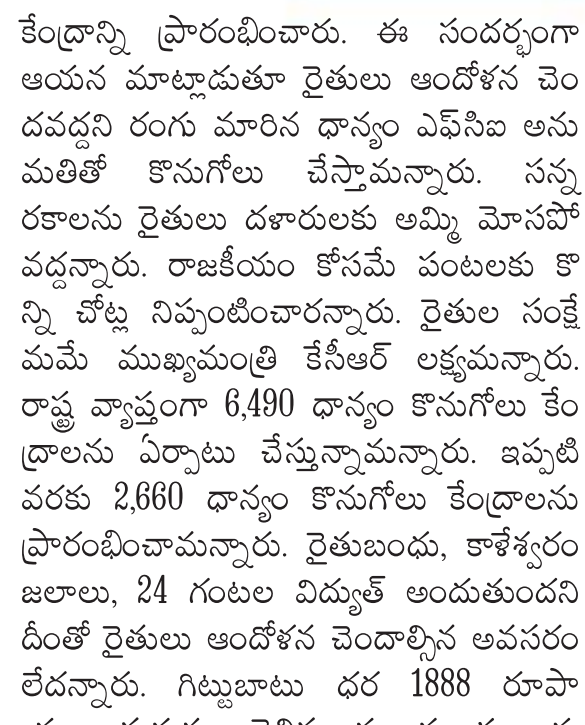 కేంద్రాన్ని ప్రారంభించారు. ఈ సందర్భంగా
ఆయన మాట్లాడుతూ రైతులు ఆందోళన చెం
దవద్దని రంగు మారిన ధాన్యం ఎఫ్‌సిఐ అను
మతితో కొనుగోలు చేస్తామన్నారు. సన్న
రకాలను రైతులు దళారులకు అమ్మి మోసపో
వద్దన్నారు. రాజకీయం కోసమే పంటలకు కొ
న్ని చోట్ల నిప్పంటించారన్నారు. రైతుల సంక్షే
మమే ముఖ్యమంత్రి కేసీఆర్ లక్ష్యమన్నారు.
రాష్ట్ర వ్యాప్తంగా 6,490 ధాన్యం కొనుగోలు కేం
ద్రాలను ఏర్పాటు చేస్తున్నామన్నారు. ఇప్పటి
వరకు 2,660 ధాన్యం కొనుగోలు కేంద్రాలను
ప్రారంభించామన్నారు. రైతుబంధు, కాళేశ్వరం
జలాలు, 24 గంటల విద్యుత్ అందుతుందని
దీంతో రైతులు ఆందోళన చెందాల్సిన అవసరం
లేదన్నారు. గిట్టుబాటు ధర 1888 రూపా